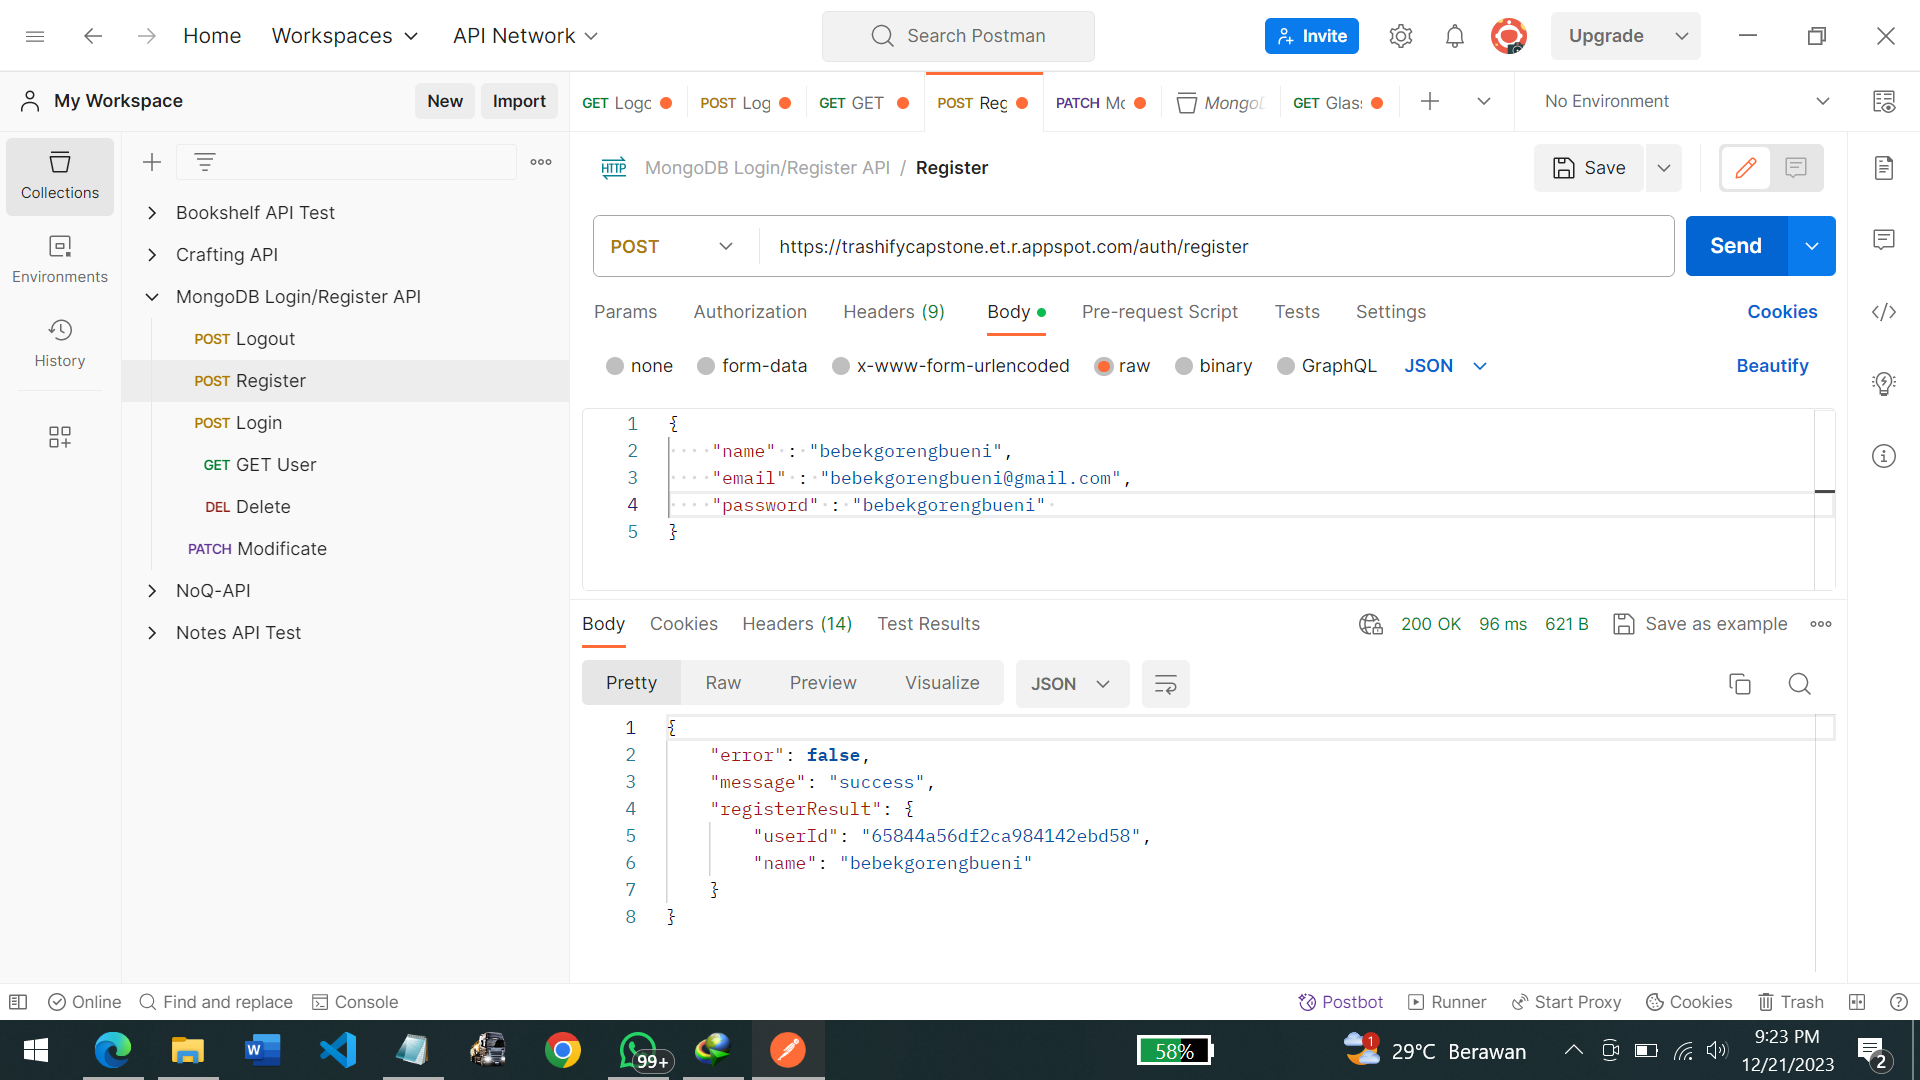 Home
Workspaces
API Network
Search Postman
Invite
Upgrade
My Workspace
New
Import
GET Logo
POST Log
GET GET
POST Reg
PATCH Mo
MongoD
GET Glas
No Environment
Collections
Environments
History
Bookshelf API Test
Crafting API
MongoDB Login/Register API
POST Logout
POST Register
POST Login
GET GET User
DEL Delete
PATCH Modificate
NoQ-API
Notes API Test
HTTP MongoDB Login/Register API / Register
Save
POST
https://trashifycapstone.et.r.appspot.com/auth/register
Send
Params
Authorization
Headers (9)
Body
Pre-request Script
Tests
Settings
Cookies
none
form-data
x-www-form-urlencoded
raw
binary
GraphQL
JSON
Beautify
1 {
2 "name" : "bebekgorengbueni",
3 "email" : "bebekgorengbueni@gmail.com",
4 "password" : "bebekgorengbueni"
5 }
Body
Cookies
Headers (14)
Test Results
200 OK
96 ms
621 B
Save as example
Pretty
Raw
Preview
Visualize
JSON
1 {
2 "error": false,
3 "message": "success",
4 "registerResult": {
5 "userId": "65844a56df2ca984142ebd58",
6 "name": "bebekgorengbueni"
7 }
8 }
Online
Find and replace
Console
Postbot
Runner
Start Proxy
Cookies
Trash
99+
58%
1
29°C Berawan
9:23 PM
12/21/2023
2